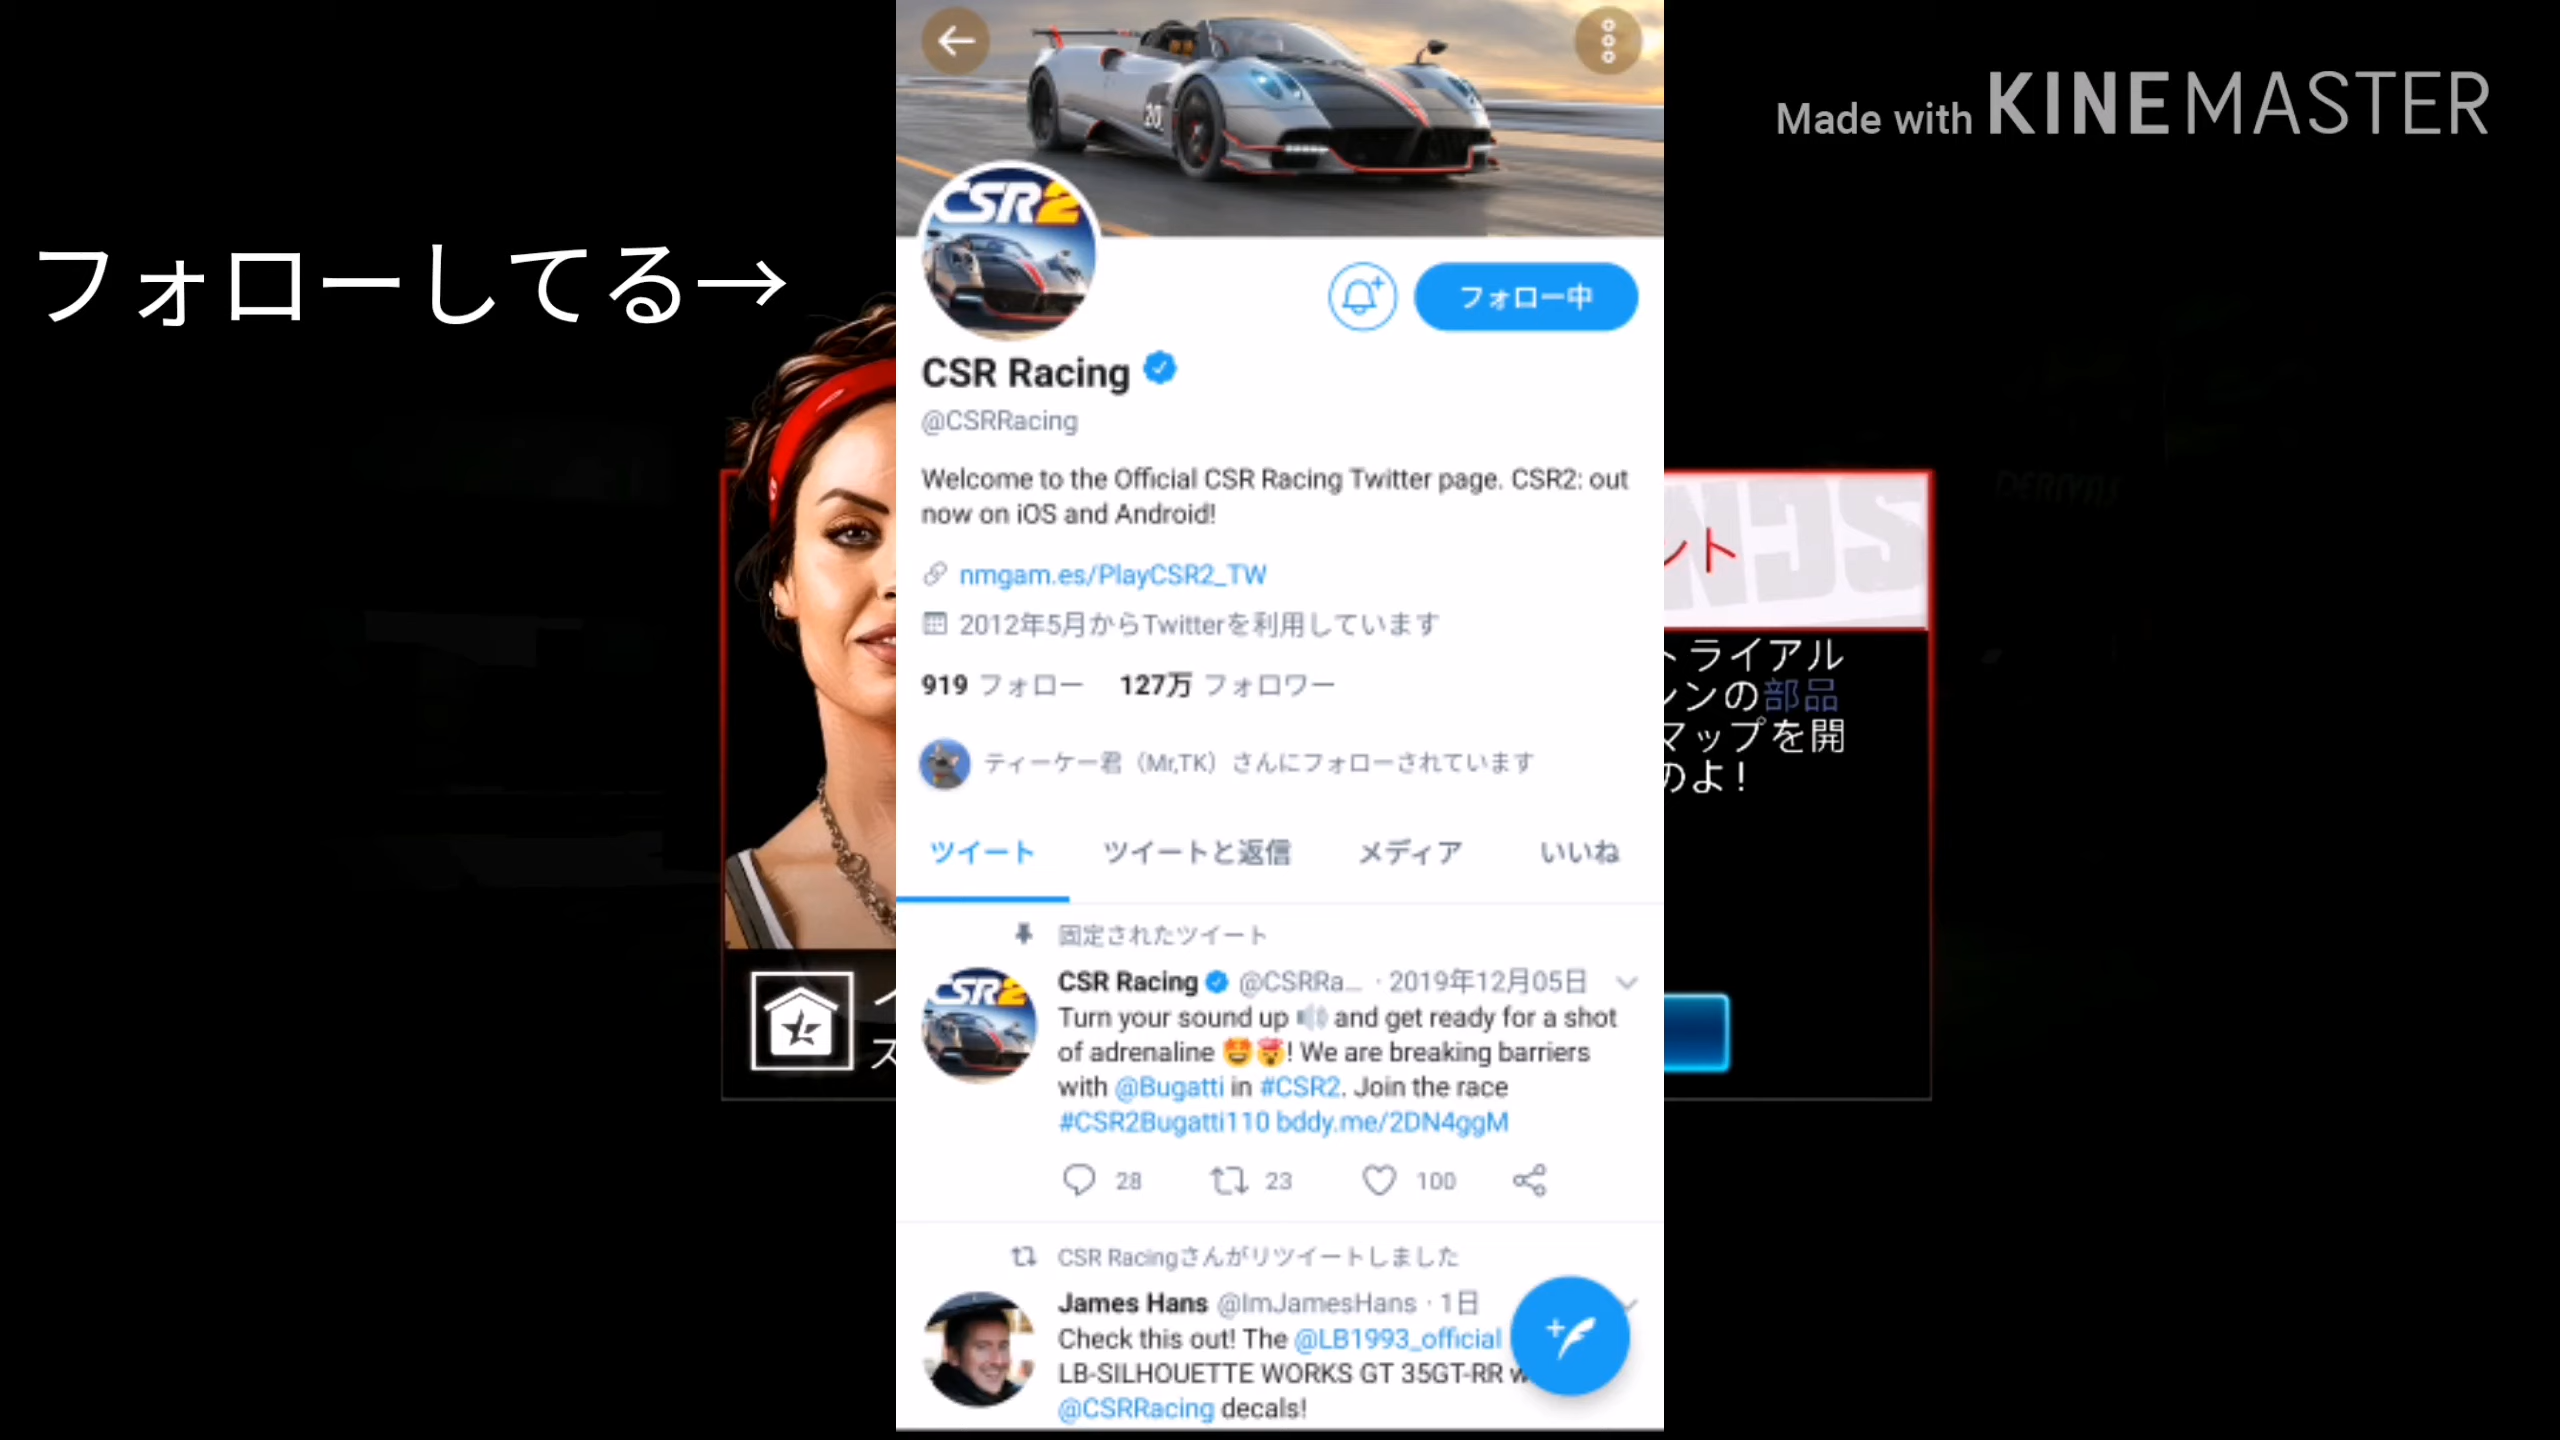 Made with KINEMASTER
フォローしてる→
CSR2
20
フォロー中
CSR Racing
@CSRRacing
Welcome to the Official CSR Racing Twitter page. CSR2: out
now on iOS and Android!
nmgam.es/PlayCSR2_TW
2012年5月からTwitterを利用しています
919 フォロー 127万 フォロワー
ティーケー君（Mr,TK）さんにフォローされています
ツイート ツイートと返信 メディア いいね
固定されたツイート
CSR2
CSR Racing @CSRRa... · 2019年12月05日
Turn your sound up 🔊 and get ready for a shot
of adrenaline 🤩🤯! We are breaking barriers
with @Bugatti in #CSR2. Join the race
#CSR2Bugatti110 bddy.me/2DN4ggM
28 23 100
CSR Racingさんがリツイートしました
James Hans @ImJamesHans · 1日
Check this out! The @LB1993_official
LB-SILHOUETTE WORKS GT 35GT-RR
@CSRRacing decals!
ント
トライアル
ンの部品
マップを開
のよ!